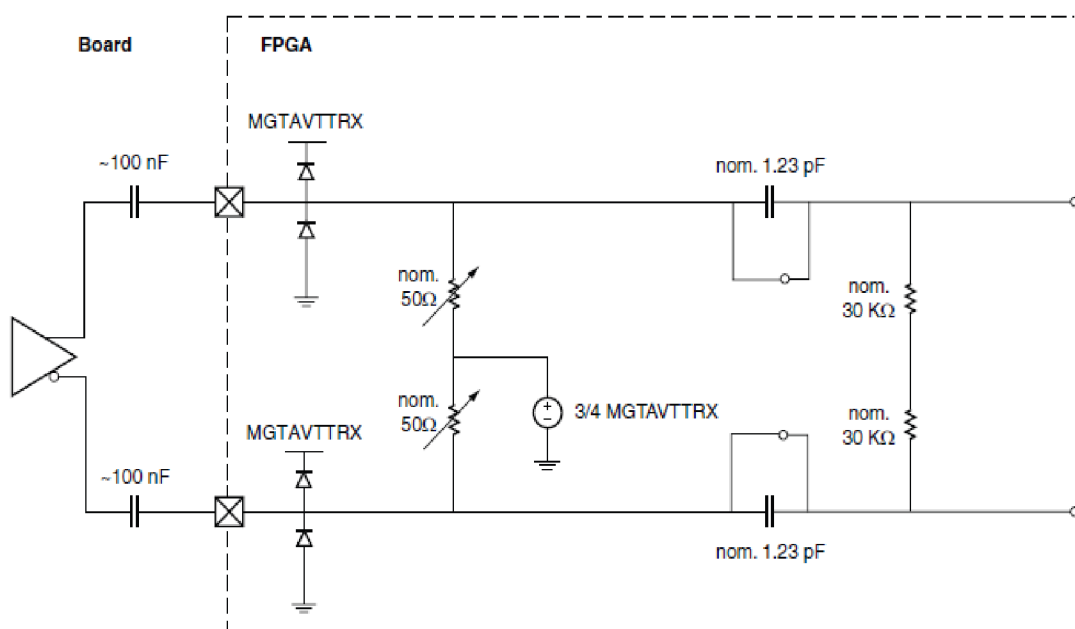 Board
FPGA
MGTAVTTRX
~100 nF
nom. 1.23 pF
nom.
50Ω
nom.
30 KΩ
+
−
3/4 MGTAVTTRX
nom.
50Ω
nom.
30 KΩ
MGTAVTTRX
~100 nF
nom. 1.23 pF